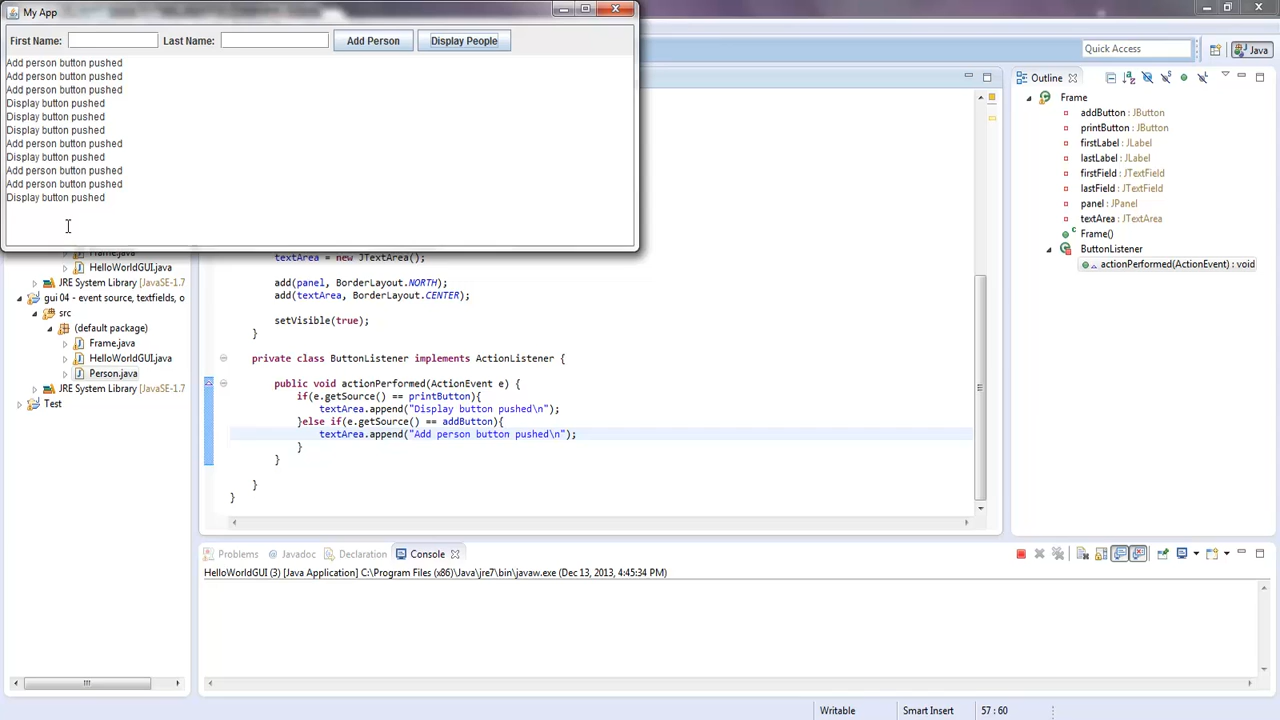 My App
First Name: Last Name: Add Person Display People
Add person button pushed
Add person button pushed
Add person button pushed
Display button pushed
Display button pushed
Display button pushed
Add person button pushed
Display button pushed
Add person button pushed
Add person button pushed
Display button pushed
Quick Access Java
Frame.java
HelloWorldGUI.java
JRE System Library [JavaSE-1.7
gui 04 - event source, textfields, o
src
(default package)
Frame.java
HelloWorldGUI.java
Person.java
JRE System Library [JavaSE-1.7
Test
textArea = new JTextArea();
add(panel, BorderLayout.NORTH);
add(textArea, BorderLayout.CENTER);
setVisible(true);
}
private class ButtonListener implements ActionListener {
public void actionPerformed(ActionEvent e) {
if(e.getSource() == printButton){
textArea.append("Display button pushed\n");
}else if(e.getSource() == addButton){
textArea.append("Add person button pushed\n");
}
}
}
}
Outline
Frame
addButton : JButton
printButton : JButton
firstLabel : JLabel
lastLabel : JLabel
firstField : JTextField
lastField : JTextField
panel : JPanel
textArea : JTextArea
Frame()
ButtonListener
actionPerformed(ActionEvent) : void
Problems @ Javadoc Declaration Console
HelloWorldGUI (3) [Java Application] C:\Program Files (x86)\Java\jre7\bin\javaw.exe (Dec 13, 2013, 4:45:34 PM)
Writable Smart Insert 57 : 60